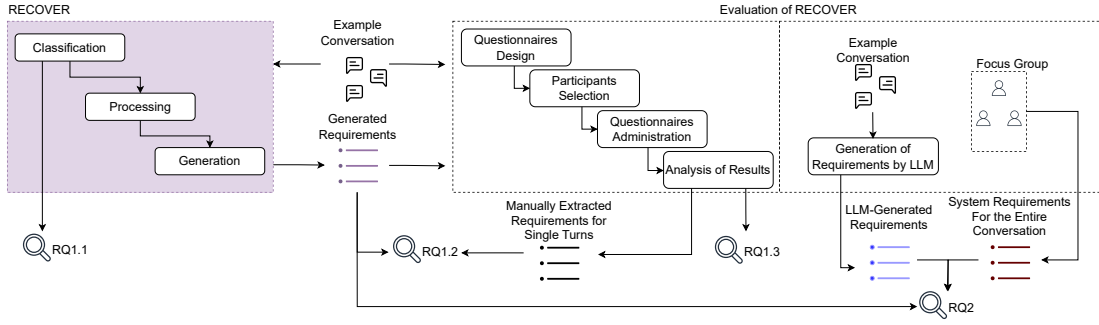 RECOVER
Evaluation of RECOVER
Classification
Processing
Generation
Example
Conversation
Generated
Requirements
Questionnaires
Design
Participants
Selection
Questionnaires
Administration
Analysis of Results
Example
Conversation
Generation of
Requirements by LLM
Focus Group
RQ1.1
RQ1.2
Manually Extracted
Requirements for
Single Turns
RQ1.3
LLM-Generated
Requirements
System Requirements
For the Entire
Conversation
RQ2